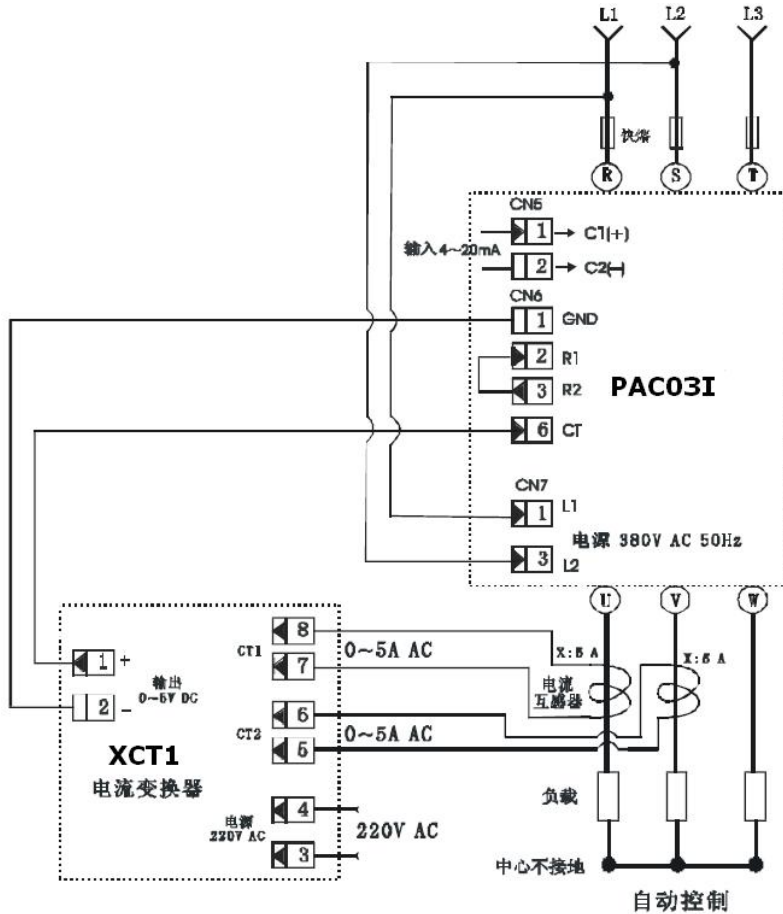 L1 L2 L3
快熔
R S T
CN5
1 C1(+)
输入 4~20mA
2 C2(-)
CN6
1 GND
2 R1
3 R2
PAC03I
6 CT
CN7
1 L1
电源 380V AC 50Hz
3 L2
U V W
8
CT1 0~5A AC
7
X:5 A
X:5 A
电流
互感器
1 +
输出
0~5V DC
2 -
6
CT2 0~5A AC
5
XCT1
电流变换器
4
电源
220V AC
220V AC
3
负载
中心不接地
自动控制